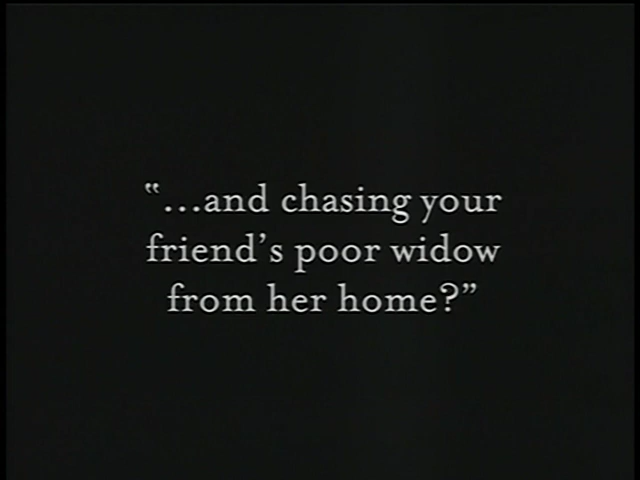 “…and chasing your
friend’s poor widow
from her home?”